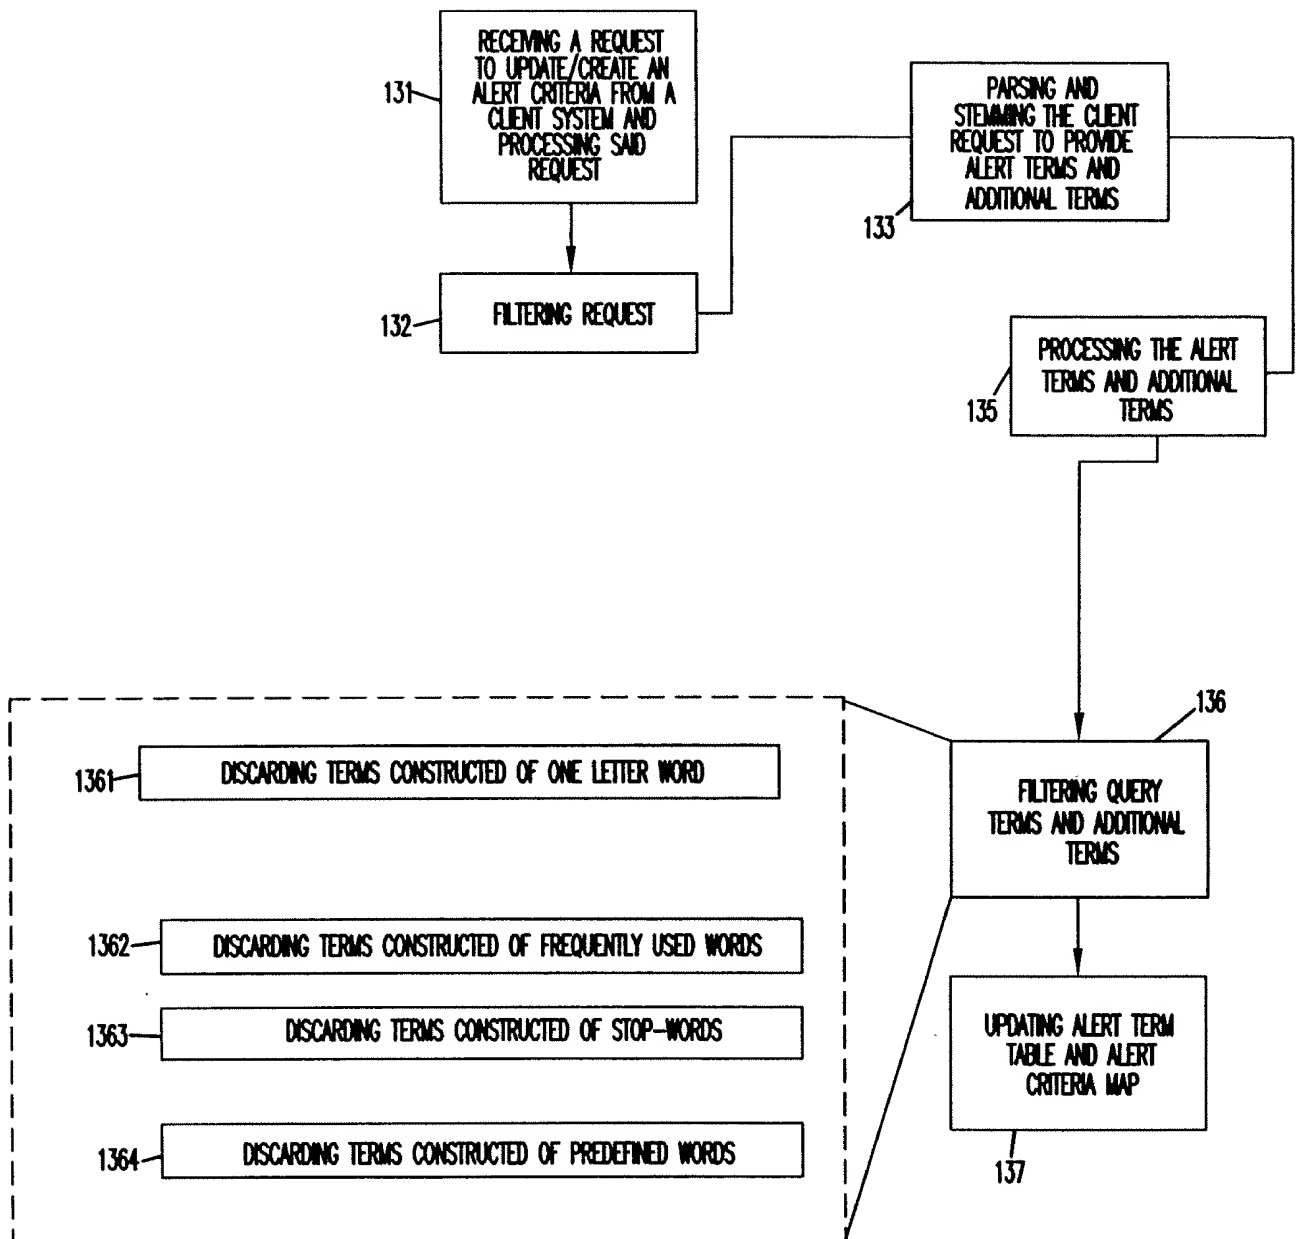 RECEIVING A REQUEST
TO UPDATE/CREATE AN
ALERT CRITERIA FROM A
CLIENT SYSTEM AND
PROCESSING SAID
REQUEST
131
FILTERING REQUEST
132
PARSING AND
STEMMING THE CLIENT
REQUEST TO PROVIDE
ALERT TERMS AND
ADDITIONAL TERMS
133
PROCESSING THE ALERT
TERMS AND ADDITIONAL
TERMS
135
136
FILTERING QUERY
TERMS AND ADDITIONAL
TERMS
1361
DISCARDING TERMS CONSTRUCTED OF ONE LETTER WORD
1362
DISCARDING TERMS CONSTRUCTED OF FREQUENTLY USED WORDS
1363
DISCARDING TERMS CONSTRUCTED OF STOP-WORDS
1364
DISCARDING TERMS CONSTRUCTED OF PREDEFINED WORDS
UPDATING ALERT TERM
TABLE AND ALERT
CRITERIA MAP
137